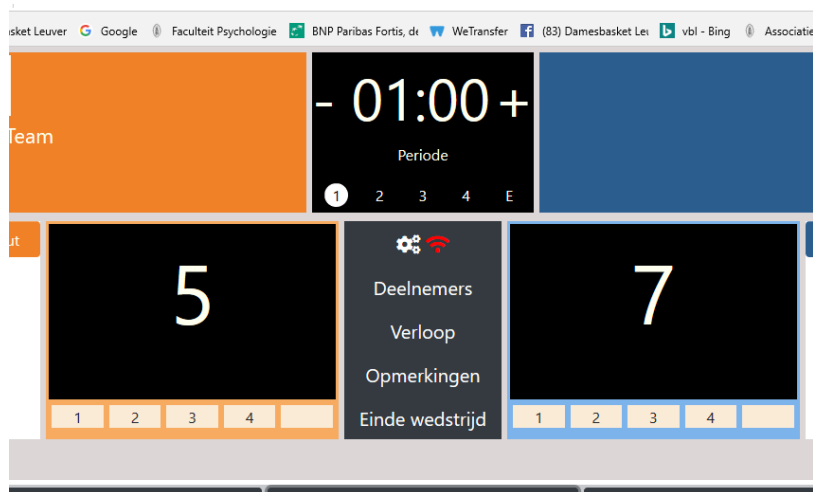 sket Leuver Google Faculteit Psychologie BNP Paribas Fortis, de WeTransfer (83) Damesbasket Leu vbl - Bing Associatie
Team
- 01:00 +
Periode
1 2 3 4 E
ut
5
7
Deelnemers
Verloop
Opmerkingen
Einde wedstrijd
1 2 3 4
1 2 3 4